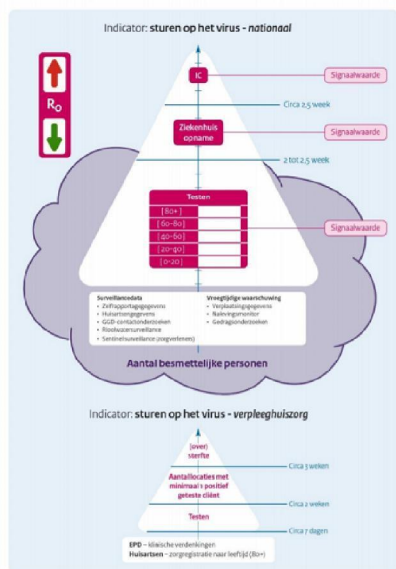 Indicator: sturen op het virus - nationaal
R₀
IC
Signaalwaarde
Circa 2,5 week
Ziekenhuis
opname
Signaalwaarde
2 tot 2,5 week
Testen
[80+]
[60-80]
[40-60]
[20-40]
[0-20]
Signaalwaarde
Surveillancedata
• Zelfrapportagegegevens
• Huisartsengegevens
• GGD-contactonderzoeken
• Rioolwatersurveillance
• Sentinelsurveillance (zorgverleners)
Vroegtijdige waarschuwing
• Verplaatsingsgegevens
• Nalevingsmonitor
• Gedragsonderzoeken
Aantal besmettelijke personen
Indicator: sturen op het virus - verpleeghuiszorg
(over)
sterfte
Circa 3 weken
Aantal locaties met
minimaal 1 positief
geteste cliënt
Circa 2 weken
Testen
Circa 7 dagen
EPD – klinische verdenkingen
Huisartsen – zorgregistratie naar leeftijd (80+)